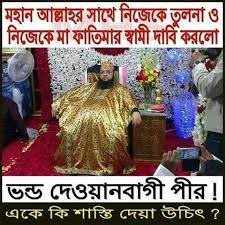 মহান আল্লাহর সাথে নিজেকে তুলনা ও
নিজেকে মা ফাতিমার স্বামী দাবি করলো
ভন্ড দেওয়ানবাগী পীর !
একে কি শাস্তি দেয়া উচিৎ ?